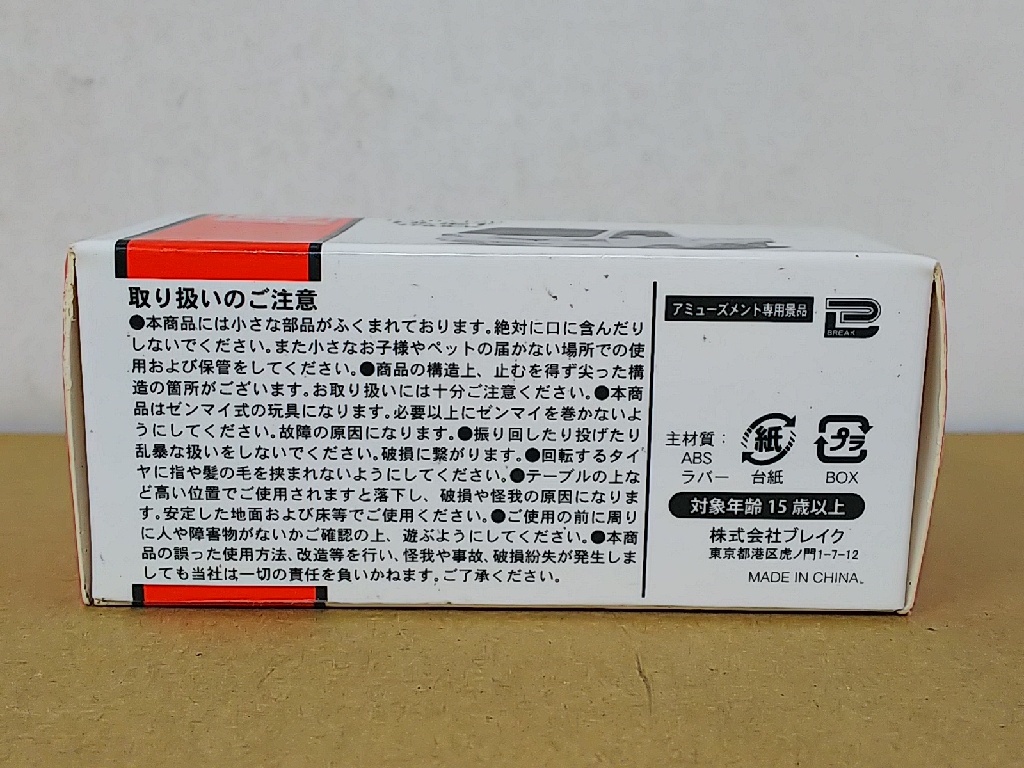 取り扱いのご注意
●本商品には小さな部品がふくまれております。絶対に口に含んだり
しないでください。また小さなお子様やペットの届かない場所での使
用および保管をしてください。●商品の構造上、止むを得ず尖った構
造の箇所がございます。お取り扱いには十分ご注意ください。●本商
品はゼンマイ式の玩具になります。必要以上にゼンマイを巻かないよ
うにしてください。故障の原因になります。●振り回したり投げたり
乱暴な扱いをしないでください。破損に繋がります。●回転するタイ
ヤに指や髪の毛を挟まれないようにしてください。●テーブルの上な
ど高い位置でご使用されますと落下し、破損や怪我の原因になりま
す。安定した地面および床等でご使用ください。●ご使用の前に周り
に人や障害物がないかご確認の上、遊ぶようにしてください。●本商
品の誤った使用方法、改造等を行い、怪我や事故、破損紛失が発生しま
しても当社は一切の責任を負いかねます。ご了承ください。
アミューズメント専用景品
BREAK
主材質：
ABS
ラバー
紙
台紙
プラ
BOX
対象年齢15歳以上
株式会社ブレイク
東京都港区虎ノ門1-7-12
MADE IN CHINA.